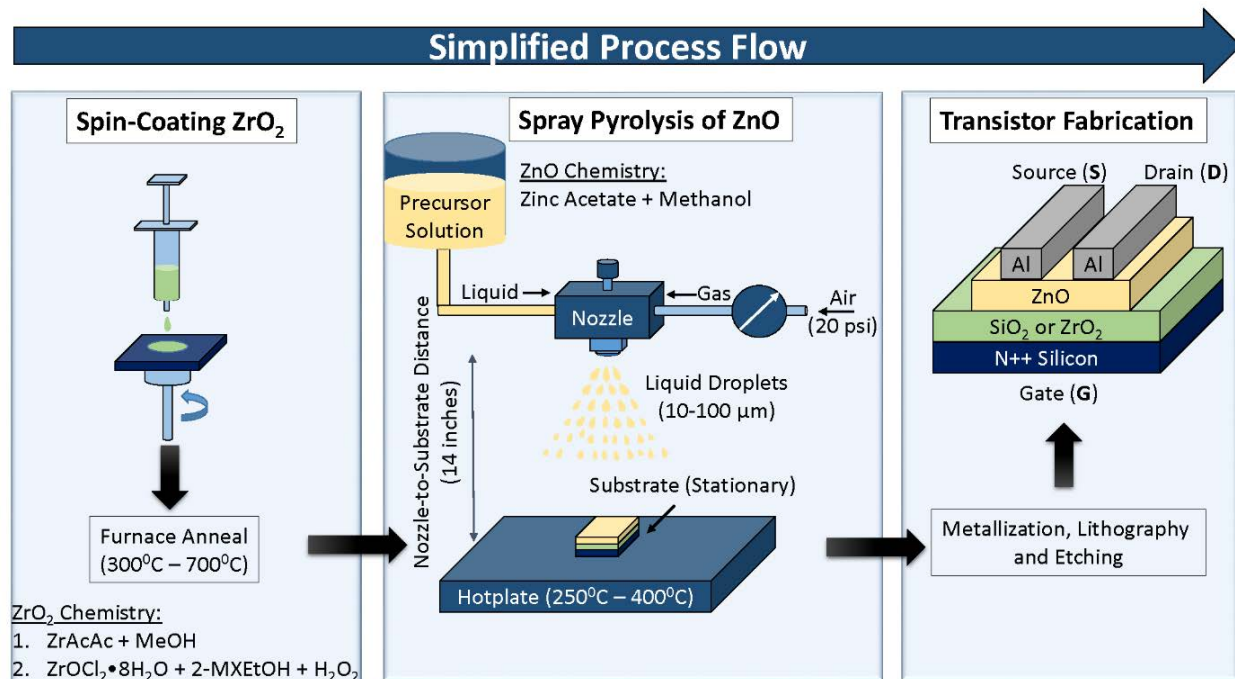 Simplified Process Flow
Spin-Coating ZrO₂
Furnace Anneal
(300⁰C – 700⁰C)
ZrO₂ Chemistry:
1. ZrAcAc + MeOH
2. ZrOCl₂•8H₂O + 2-MXEtOH + H₂O₂
Spray Pyrolysis of ZnO
ZnO Chemistry:
Zinc Acetate + Methanol
Precursor
Solution
Liquid
Gas
Nozzle
Air
(20 psi)
Nozzle-to-Substrate Distance
(14 inches)
Liquid Droplets
(10-100 µm)
Substrate (Stationary)
Hotplate (250⁰C – 400⁰C)
Transistor Fabrication
Source (S)
Drain (D)
Al
Al
ZnO
SiO₂ or ZrO₂
N++ Silicon
Gate (G)
Metallization, Lithography
and Etching